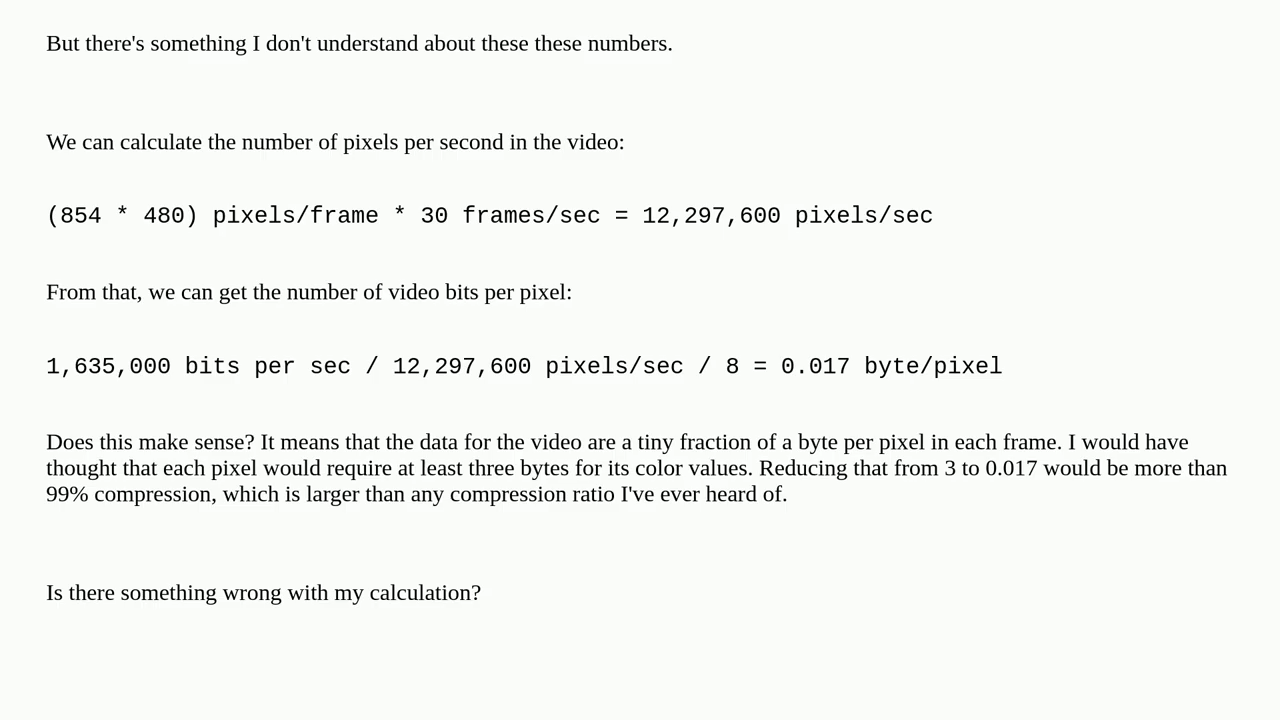 But there's something I don't understand about these these numbers.
We can calculate the number of pixels per second in the video:
(854 * 480) pixels/frame * 30 frames/sec = 12,297,600 pixels/sec
From that, we can get the number of video bits per pixel:
1,635,000 bits per sec / 12,297,600 pixels/sec / 8 = 0.017 byte/pixel
Does this make sense? It means that the data for the video are a tiny fraction of a byte per pixel in each frame. I would have
thought that each pixel would require at least three bytes for its color values. Reducing that from 3 to 0.017 would be more than
99% compression, which is larger than any compression ratio I've ever heard of.
Is there something wrong with my calculation?